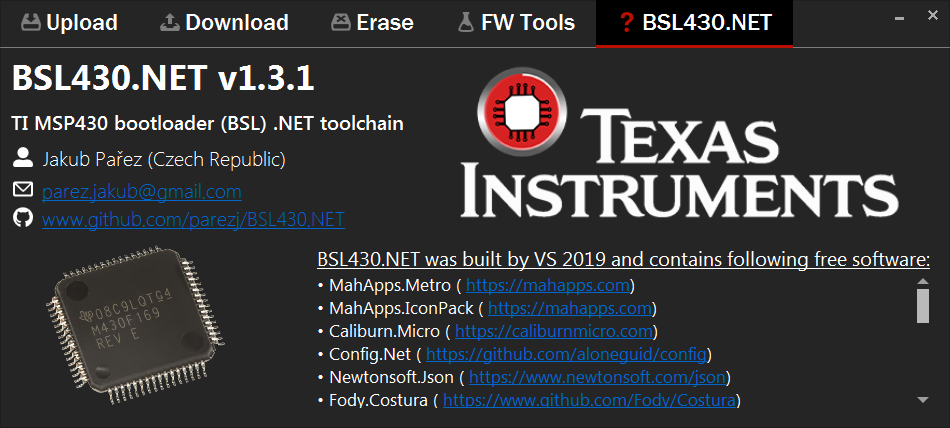 Upload Download Erase FW Tools ? BSL430.NET
BSL430.NET v1.3.1
TI MSP430 bootloader (BSL) .NET toolchain
Jakub Pařez (Czech Republic)
parez.jakub@gmail.com
www.github.com/parezj/BSL430.NET
TEXAS
INSTRUMENTS
08C9LQTG4
M430F169
REV E
BSL430.NET was built by VS 2019 and contains following free software:
• MahApps.Metro ( https://mahapps.com)
• MahApps.IconPack ( https://mahapps.com)
• Caliburn.Micro ( https://caliburnmicro.com)
• Config.Net ( https://github.com/aloneguid/config)
• Newtonsoft.Json ( https://www.newtonsoft.com/json)
• Fody.Costura ( https://www.github.com/Fody/Costura)